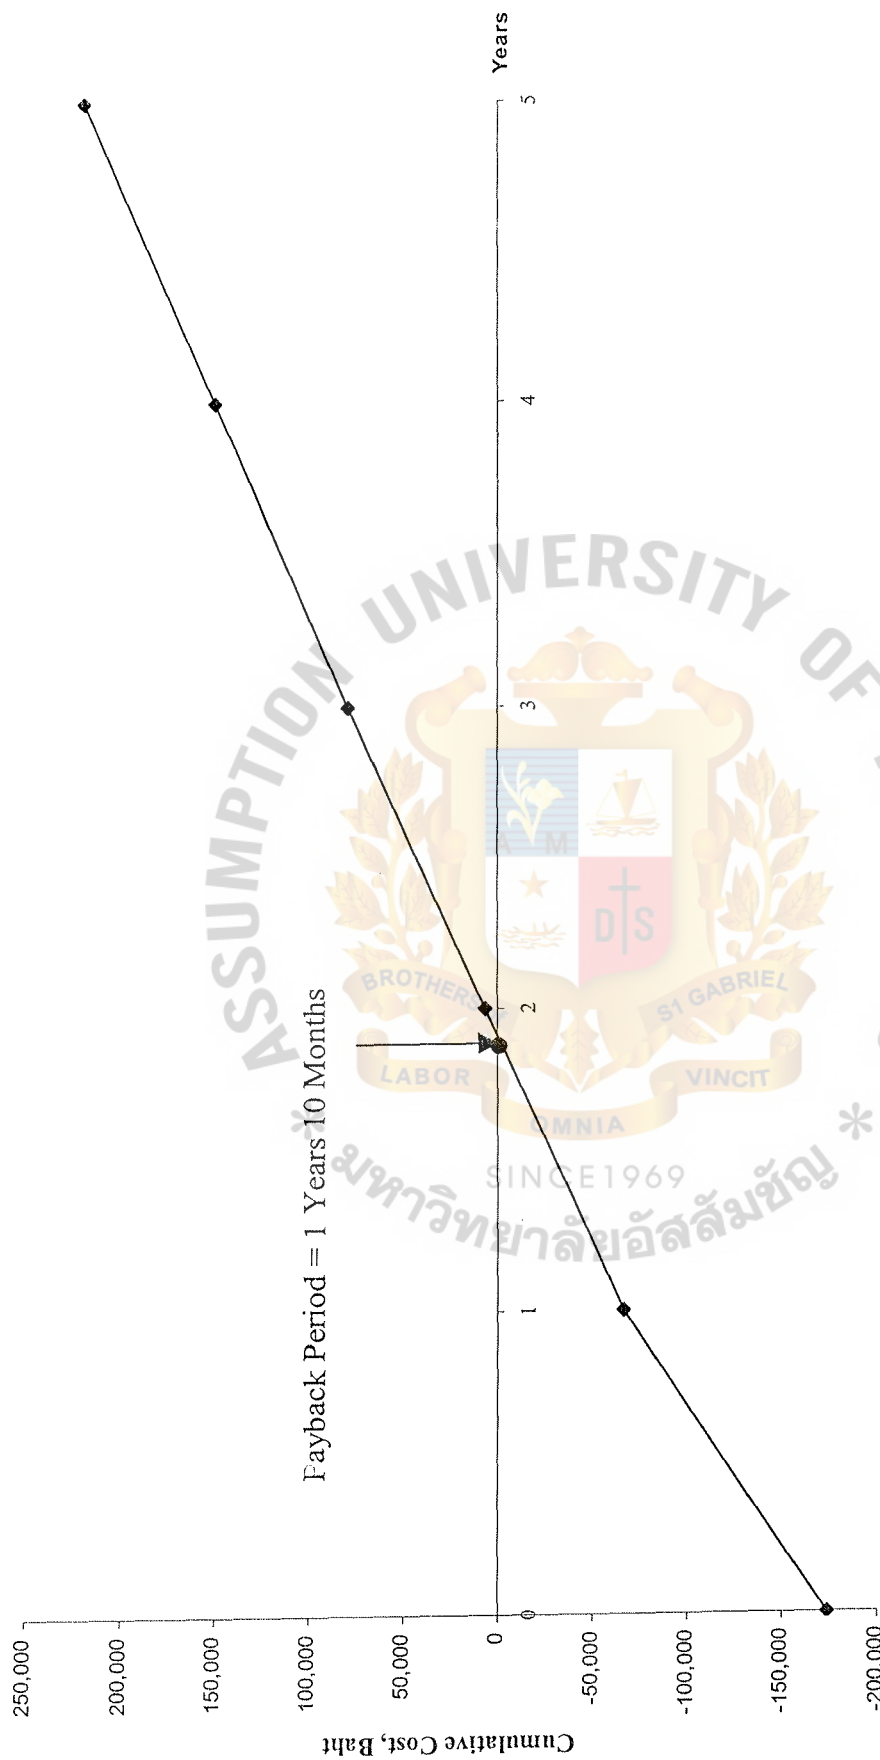 Cumulative Cost, Baht
250,000
200,000
150,000
100,000
50,000
0
-50,000
-100,000
-150,000
-200,000
0
1
2
3
4
5
Years
Payback Period = 1 Years 10 Months
ASSUMPTION UNIVERSITY OF
A M
D S
BROTHERS
S1 GABRIEL
LABOR
OMNIA
VINCIT
SINCE1969
* มหาวิทยาลัยอัสสัมชัญ *